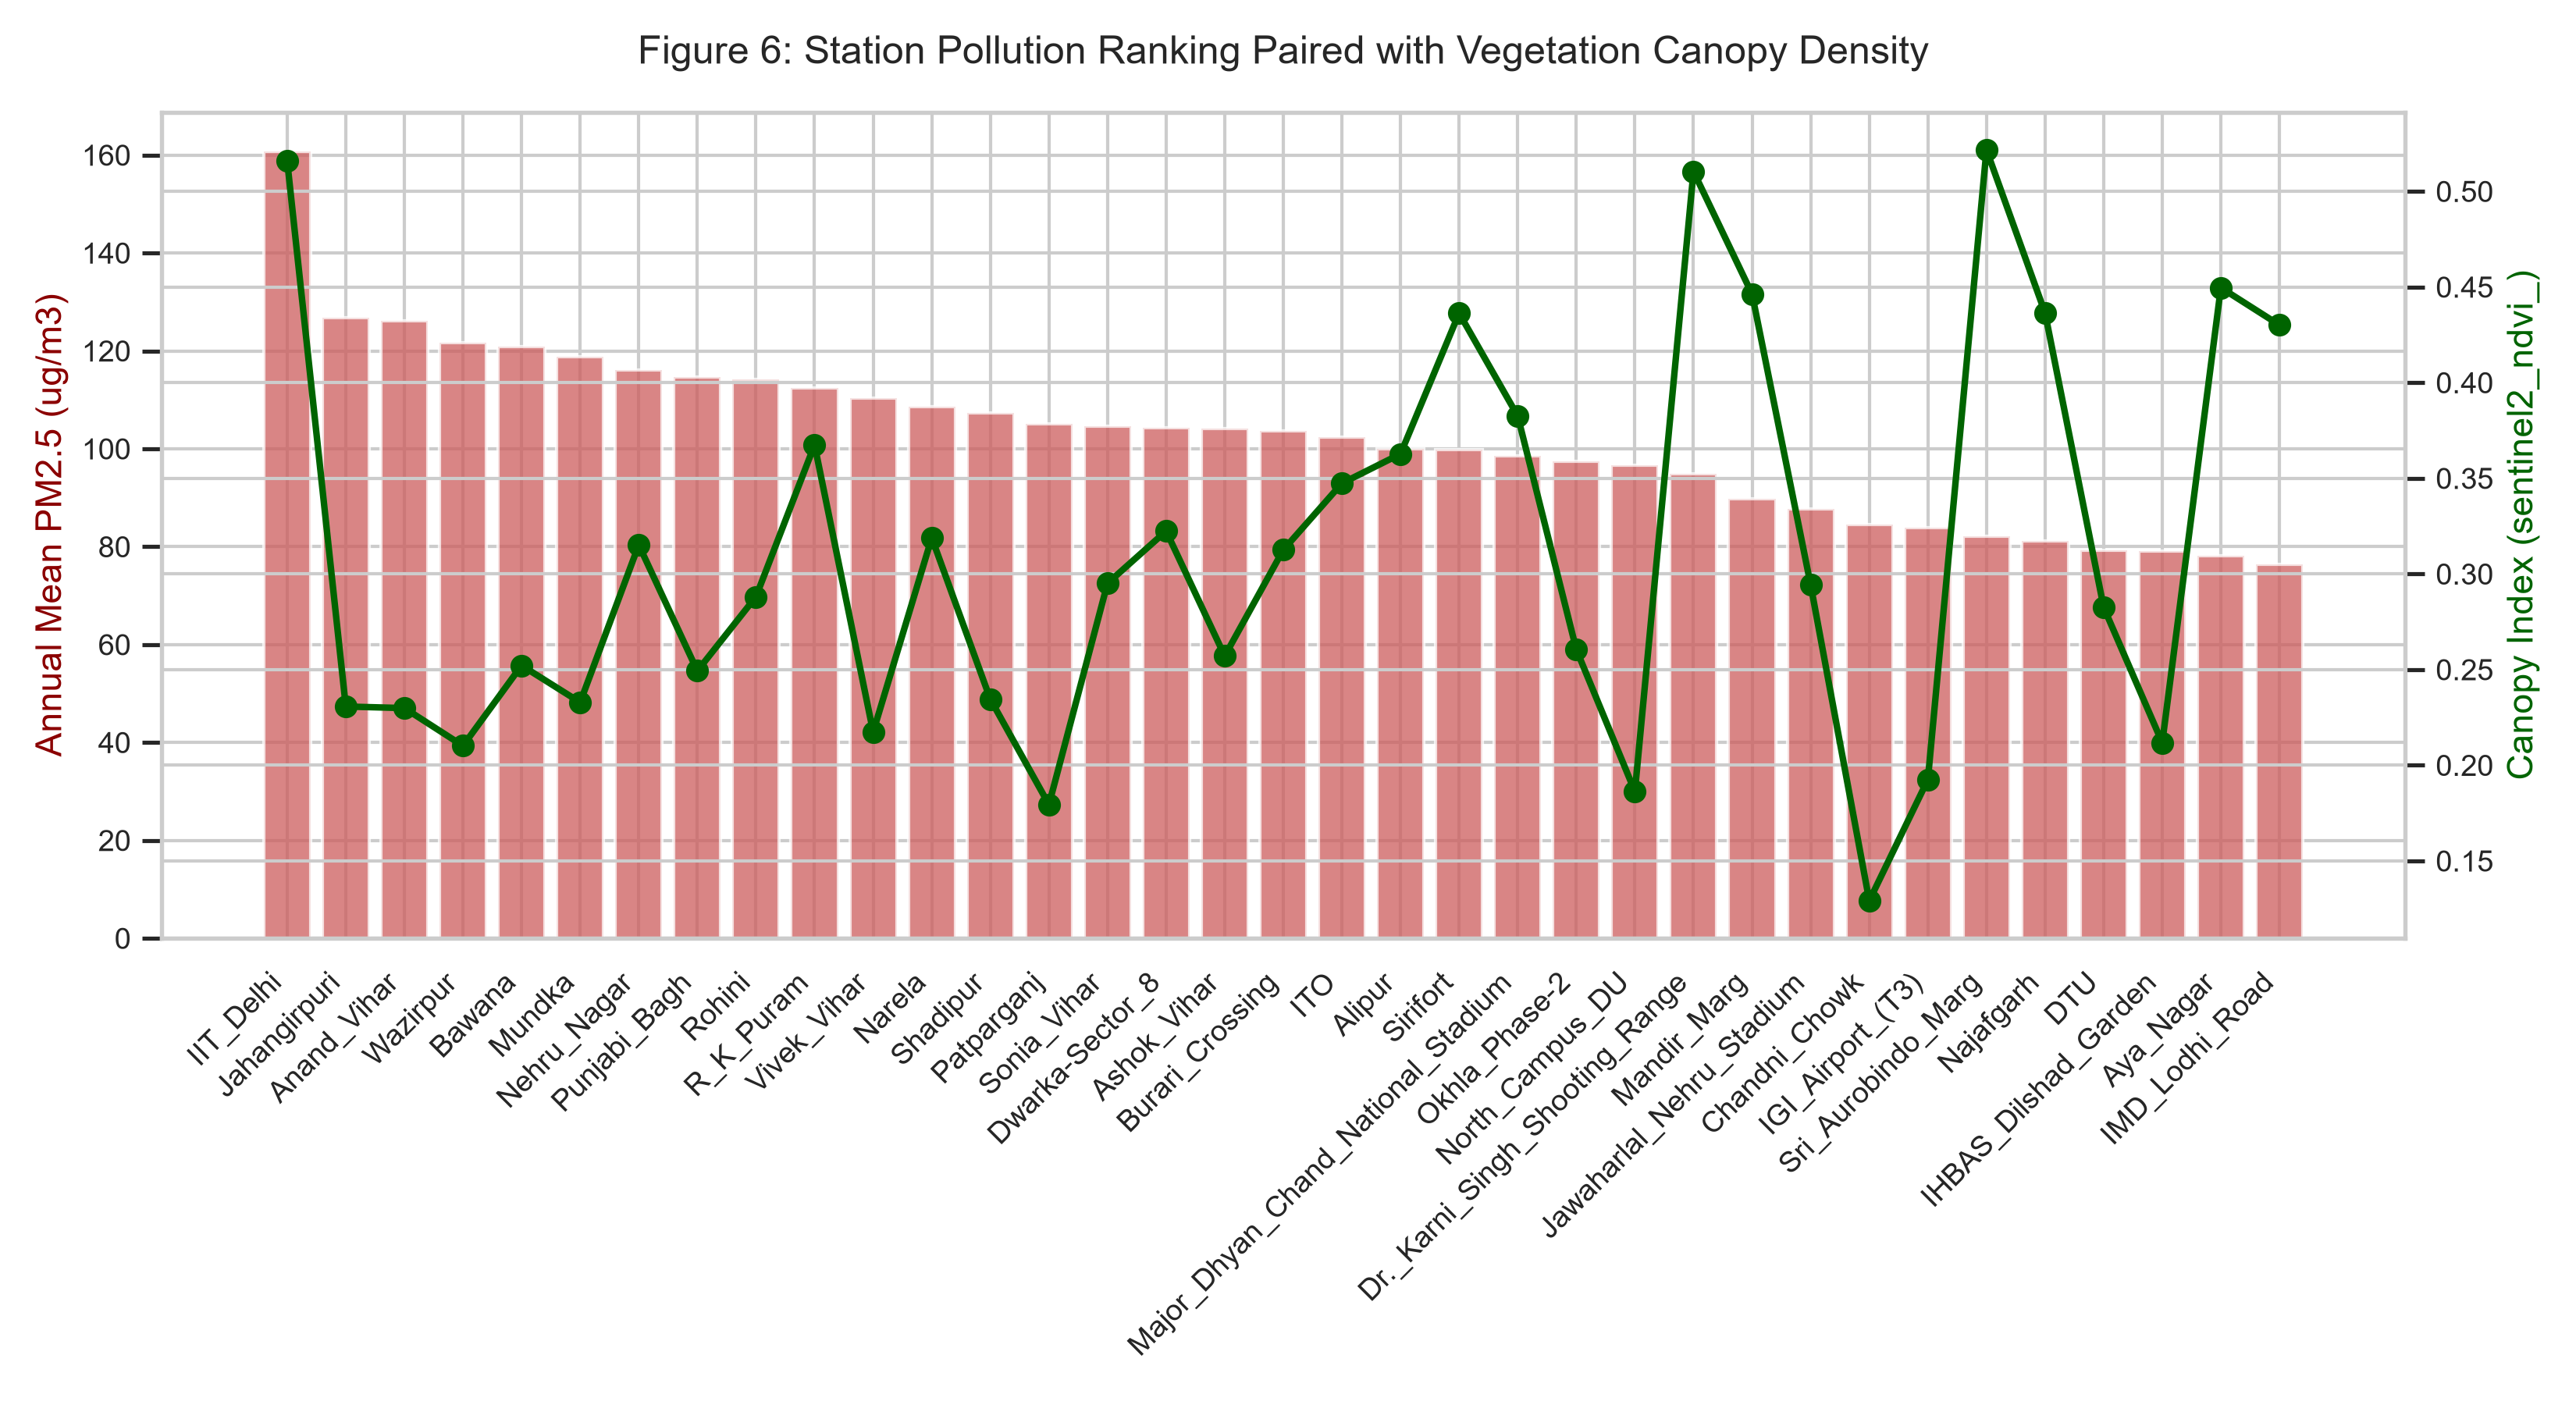 Figure 6: Station Pollution Ranking Paired with Vegetation Canopy Density
Annual Mean PM2.5 (ug/m3)
160
140
120
100
80
60
40
20
0
Canopy Index (sentinel2_ndvi_)
0.50
0.45
0.40
0.35
0.30
0.25
0.20
0.15
IIT_Delhi
Jahangirpuri
Anand_Vihar
Wazirpur
Bawana
Mundka
Nehru_Nagar
Punjabi_Bagh
Rohini
R_K_Puram
Vivek_Vihar
Narela
Shadipur
Patparganj
Sonia_Vihar
Dwarka-Sector_8
Ashok_Vihar
Burari_Crossing
ITO
Alipur
Sirifort
Major_Dhyan_Chand_National_Stadium
Okhla_Phase-2
North_Campus_DU
Dr._Karni_Singh_Shooting_Range
Mandir_Marg
Jawaharlal_Nehru_Stadium
Chandni_Chowk
IGI_Airport_(T3)
Sri_Aurobindo_Marg
Najafgarh
DTU
IHBAS_Dilshad_Garden
Aya_Nagar
IMD_Lodhi_Road